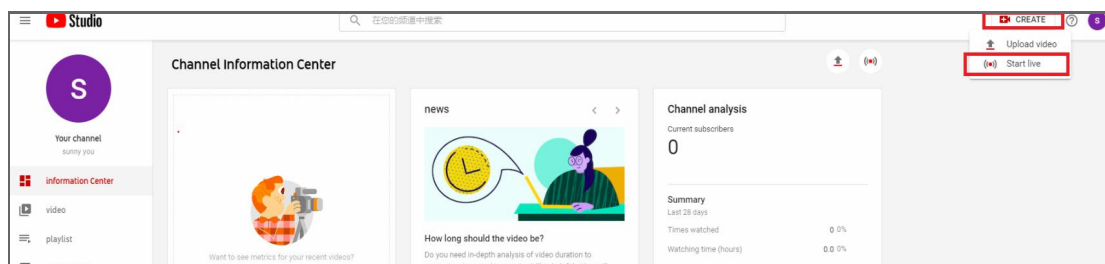 Studio
在您的频道中搜索
CREATE
S
Upload video
Start live
S
Your channel
sunny you
information Center
video
playlist
Channel Information Center
Want to see metrics for your recent videos?
news
How long should the video be?
Do you need in-depth analysis of video duration to
Channel analysis
Current subscribers
0
Summary
Last 28 days
Times watched 0 0%
Watching time (hours) 0.0 0%